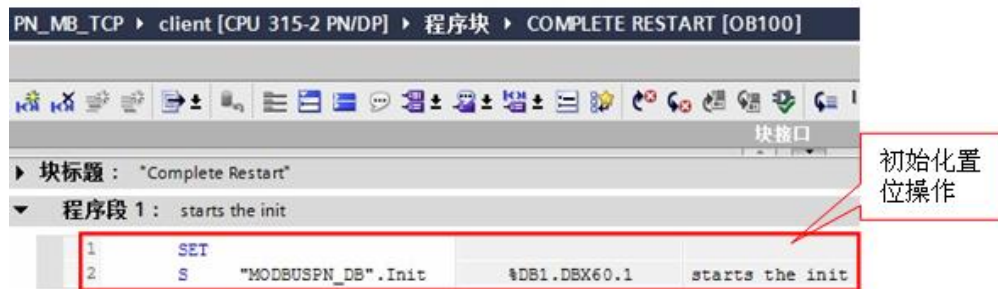 PN_MB_TCP ▸ client [CPU 315-2 PN/DP] ▸ 程序块 ▸ COMPLETE RESTART [OB100]
块接口
块标题： "Complete Restart"
初始化置
位操作
程序段 1： starts the init
1 SET
2 S "MODBUSPN_DB".Init %DB1.DBX60.1 starts the init